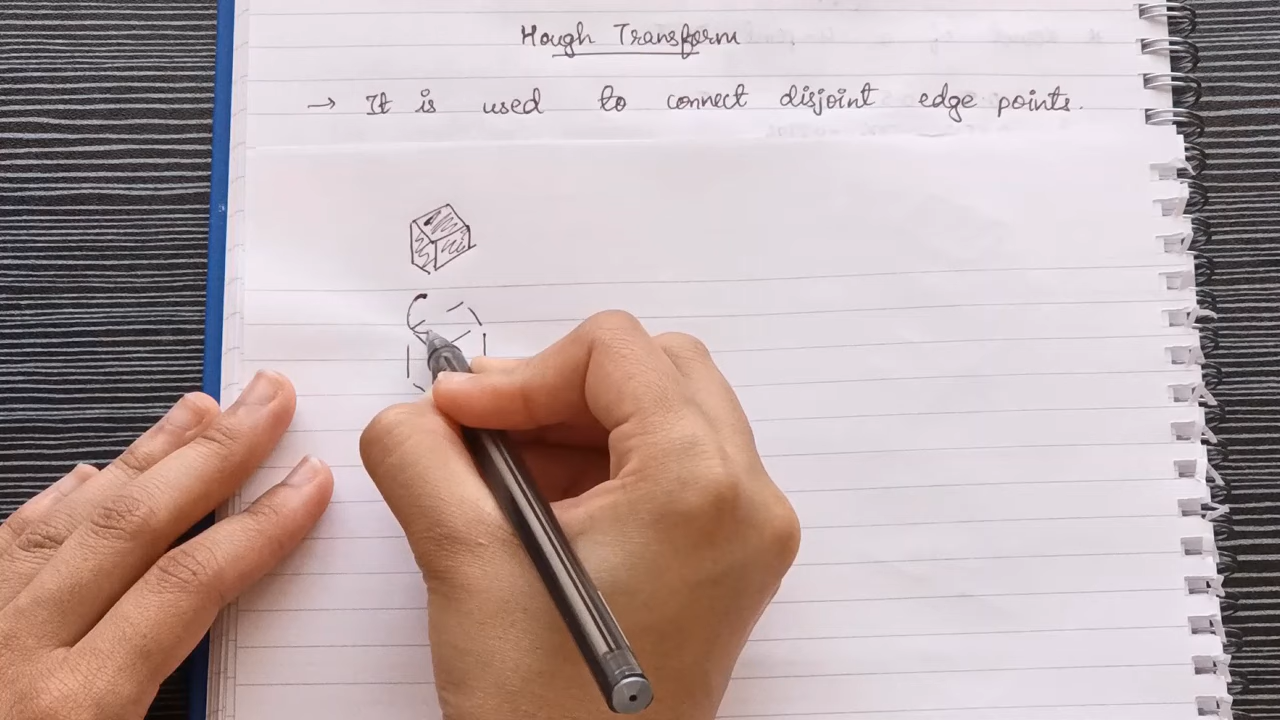 Hough Transform
→ It is used to connect disjoint edge points.